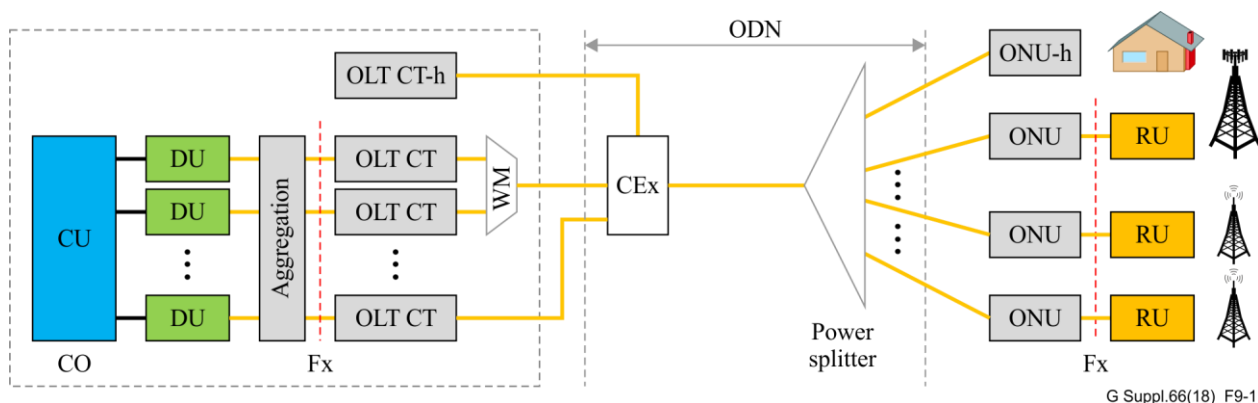 ODN
OLT CT-h
ONU-h
CU
DU
DU
DU
Aggregation
OLT CT
OLT CT
OLT CT
WM
CEx
ONU
RU
ONU
RU
ONU
RU
CO
Fx
Power
splitter
Fx
G Suppl.66(18)_F9-1